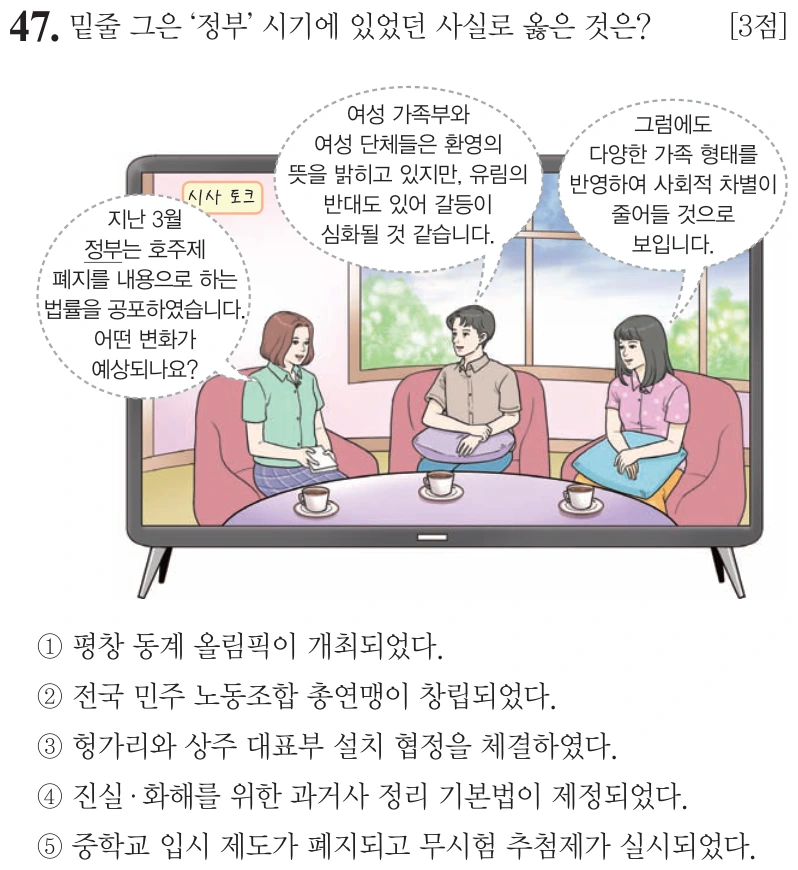 47. 밑줄 그은 '정부' 시기에 있었던 사실로 옳은 것은? [3점]
시사 토크
지난 3월
정부는 호주제
폐지를 내용으로 하는
법률을 공포하였습니다.
어떤 변화가
예상되나요?
여성 가족부와
여성 단체들은 환영의
뜻을 밝히고 있지만, 유림의
반대도 있어 갈등이
심화될 것 같습니다.
그럼에도
다양한 가족 형태를
반영하여 사회적 차별이
줄어들 것으로
보입니다.
① 평창 동계 올림픽이 개최되었다.
② 전국 민주 노동조합 총연맹이 창립되었다.
③ 헝가리와 상주 대표부 설치 협정을 체결하였다.
④ 진실·화해를 위한 과거사 정리 기본법이 제정되었다.
⑤ 중학교 입시 제도가 폐지되고 무시험 추첨제가 실시되었다.